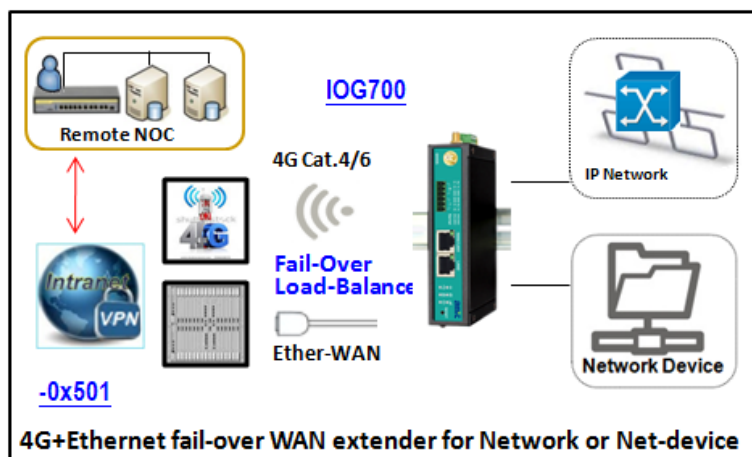 IOG700
Remote NOC
4G Cat.4/6
IP Network
4G
Intranet
VPN
Fail-Over
Load-Balance
Ether-WAN
Network Device
-0x501
4G+Ethernet fail-over WAN extender for Network or Net-device